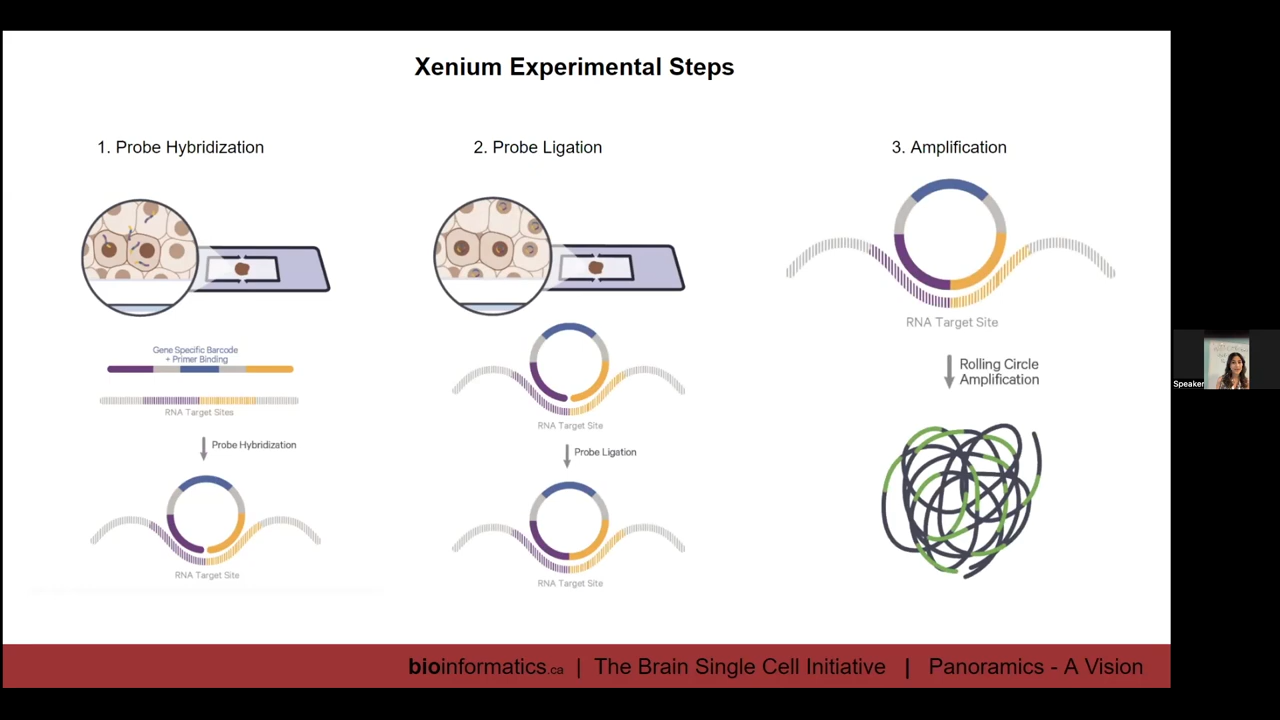 Xenium Experimental Steps
1. Probe Hybridization
Gene Specific Barcode
+ Primer Binding
RNA Target Sites
Probe Hybridization
RNA Target Site
2. Probe Ligation
RNA Target Site
Probe Ligation
RNA Target Site
3. Amplification
RNA Target Site
Rolling Circle
Amplification
bioinformatics.ca | The Brain Single Cell Initiative | Panoramics - A Vision
Speaker